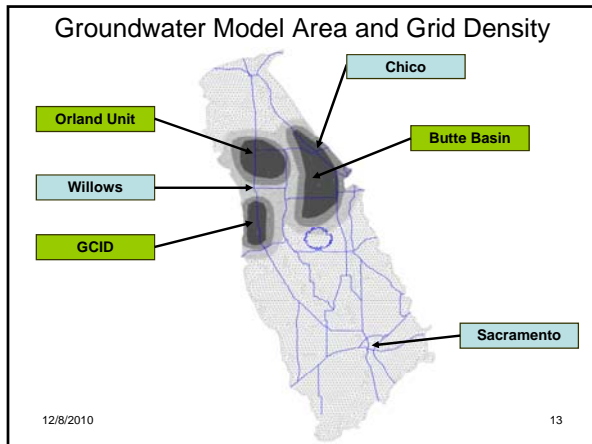 Groundwater Model Area and Grid Density
Chico
Orland Unit
Butte Basin
Willows
GCID
Sacramento
12/8/2010
13